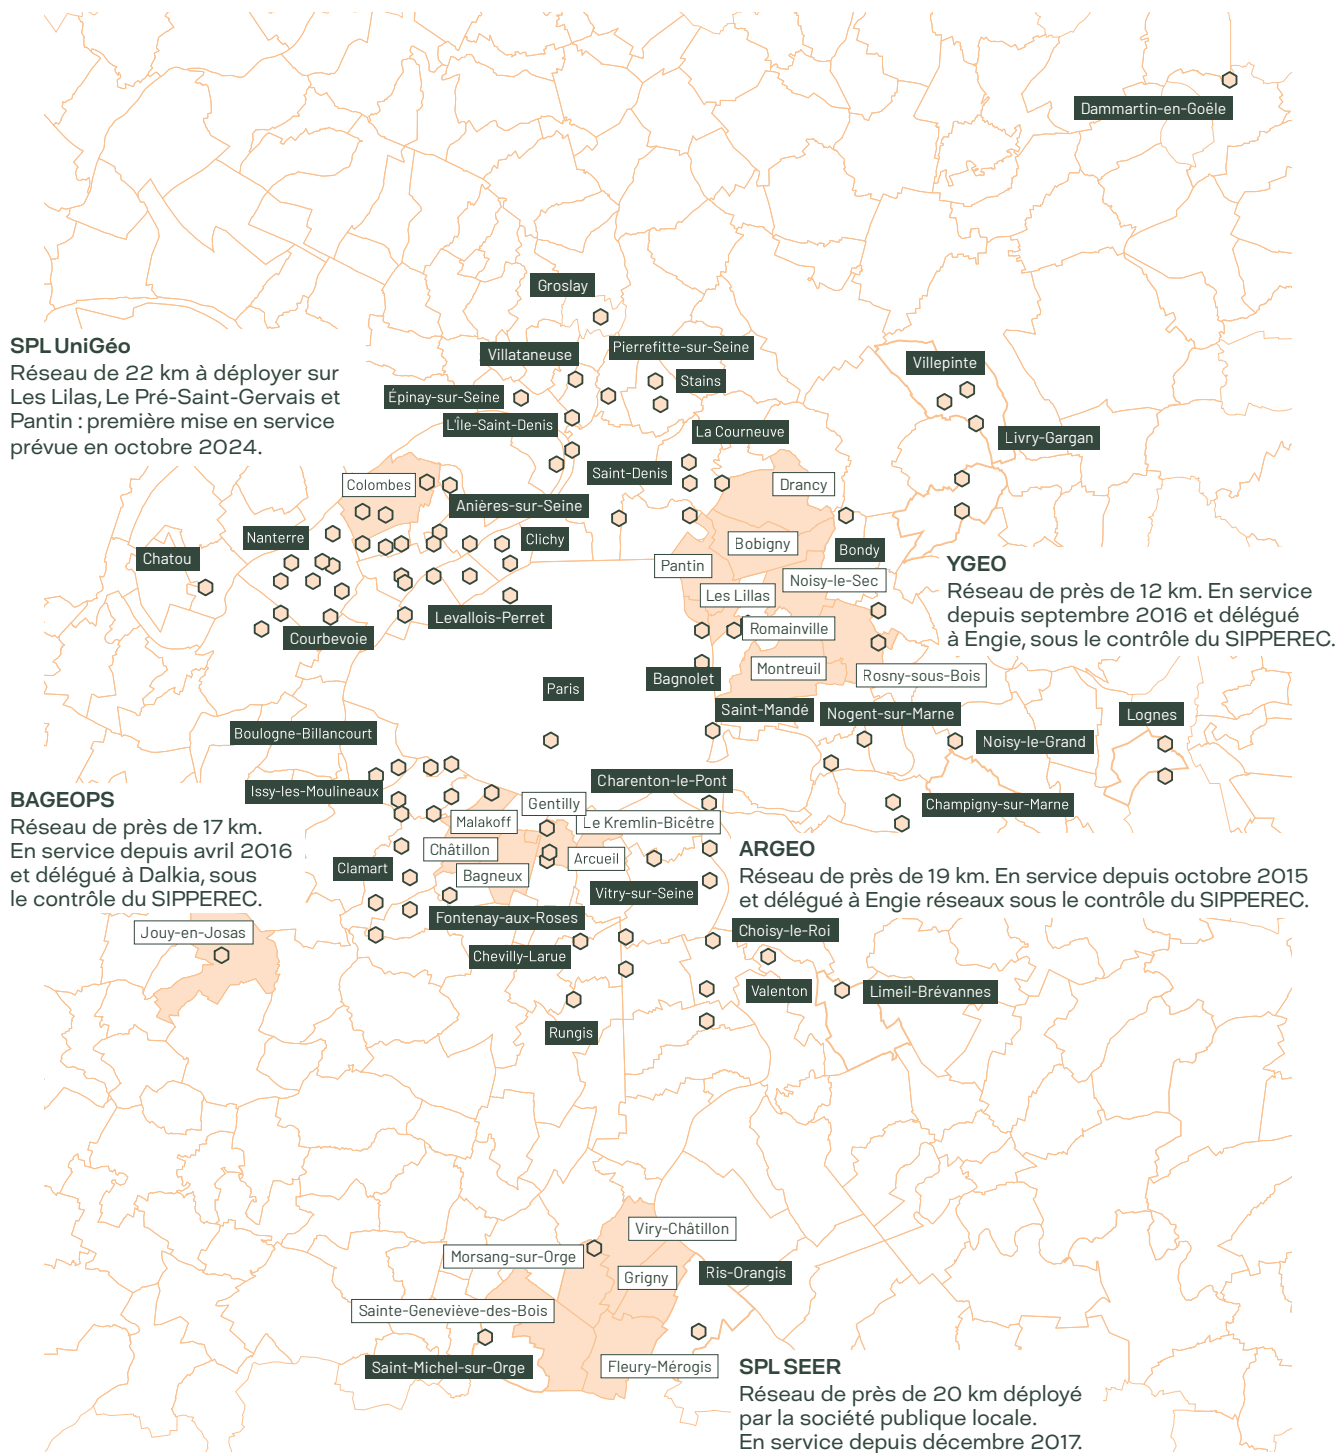 Dammartin-en-Goële
Groslay
SPL UniGéo
Réseau de 22 km à déployer sur
Les Lilas, Le Pré-Saint-Gervais et
Pantin : première mise en service
prévue en octobre 2024.
Villataneuse
Pierrefitte-sur-Seine
Stains
Épinay-sur-Seine
L'Île-Saint-Denis
La Courneuve
Villepinte
Livry-Gargan
Saint-Denis
Colombes
Drancy
Anières-sur-Seine
Nanterre
Clichy
Chatou
Bobigny
Bondy
Pantin
Noisy-le-Sec
Les Lillas
Levallois-Perret
Courbevoie
Romainville
Montreuil
Bagnolet
Rosny-sous-Bois
YGEO
Réseau de près de 12 km. En service
depuis septembre 2016 et délégué
à Engie, sous le contrôle du SIPPEREC.
Paris
Saint-Mandé
Nogent-sur-Marne
Lognes
Boulogne-Billancourt
Noisy-le-Grand
Issy-les-Moulineaux
Charenton-le-Pont
Champigny-sur-Marne
BAGEOPS
Réseau de près de 17 km.
En service depuis avril 2016
et délégué à Dalkia, sous
le contrôle du SIPPEREC.
Gentilly
Malakoff
Le Kremlin-Bicêtre
Châtillon
Arcueil
Clamart
Bagneux
Vitry-sur-Seine
ARGEO
Réseau de près de 19 km. En service depuis octobre 2015
et délégué à Engie réseaux sous le contrôle du SIPPEREC.
Fontenay-aux-Roses
Jouy-en-Josas
Chevilly-Larue
Choisy-le-Roi
Valenton
Limeil-Brévannes
Rungis
Viry-Châtillon
Morsang-sur-Orge
Grigny
Ris-Orangis
Sainte-Geneviève-des-Bois
Saint-Michel-sur-Orge
Fleury-Mérogis
SPL SEER
Réseau de près de 20 km déployé
par la société publique locale.
En service depuis décembre 2017.